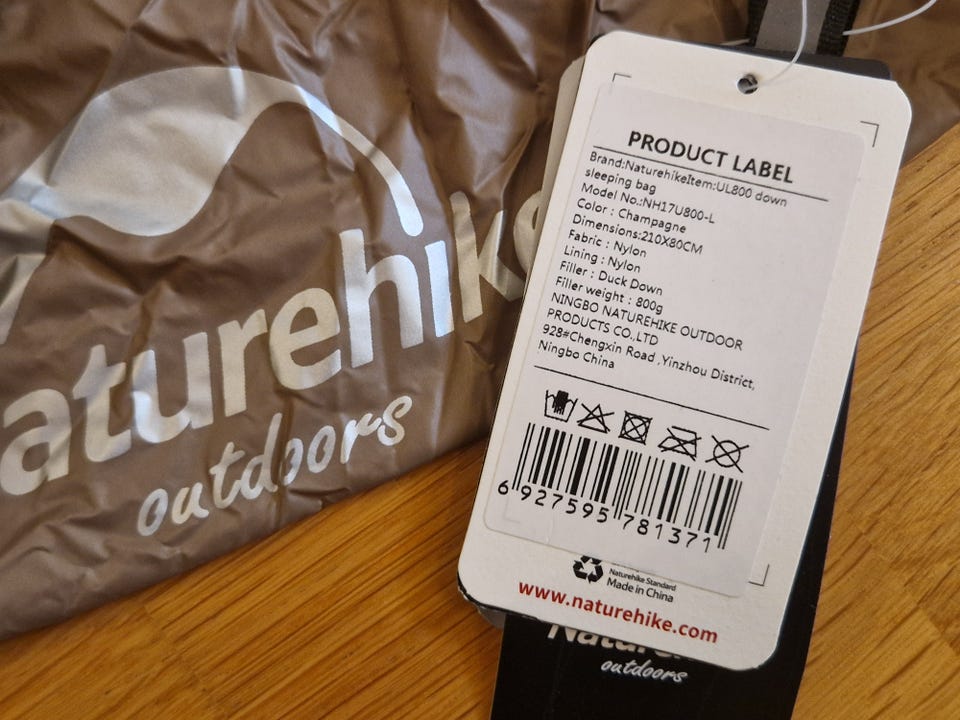 Naturehike
outdoors
PRODUCT LABEL
Brand:NaturehikeItem:UL800 down
sleeping bag
Model No.:NH17U800-L
Color : Champagne
Dimensions:210X80CM
Fabric : Nylon
Lining : Nylon
Filler : Duck Down
Filler weight : 800g
NINGBO NATUREHIKE OUTDOOR
PRODUCTS CO.,LTD
928#Chengxin Road ,Yinzhou District,
Ningbo China
6 927595 781371
Naturehike Standard
Made in China
www.naturehike.com
outdoors